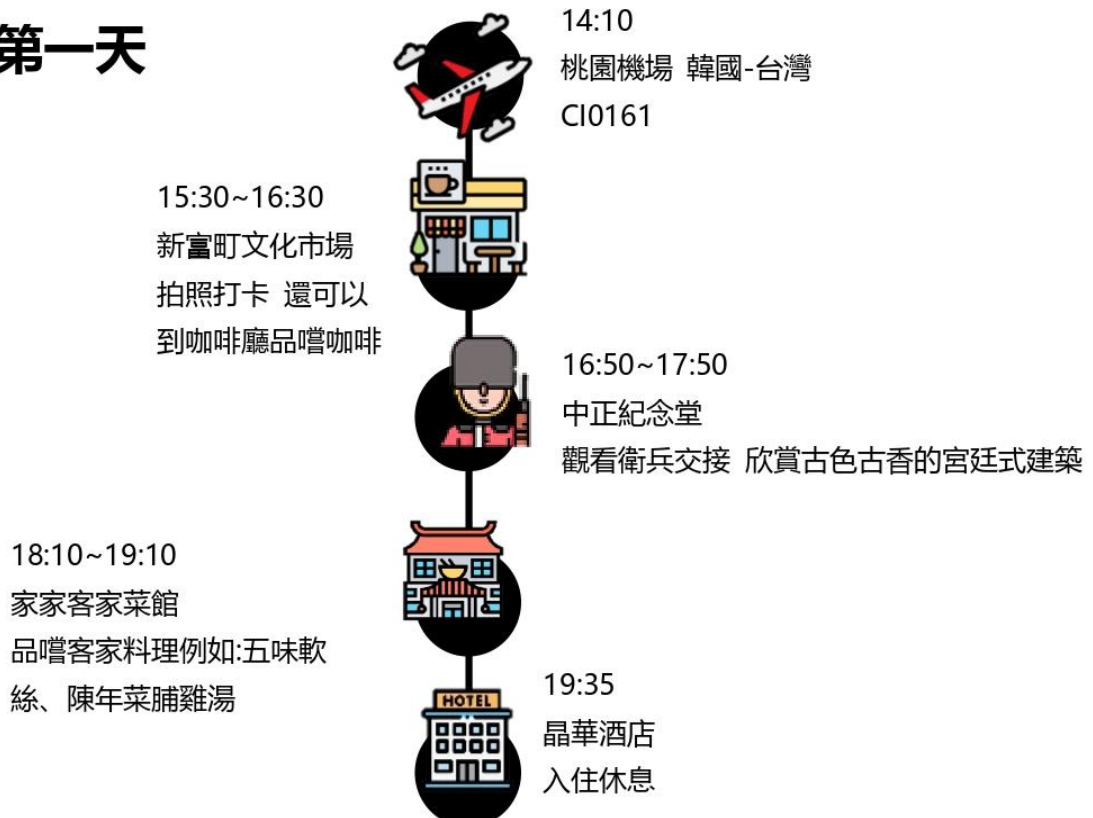 第一天
14:10
桃園機場 韓國-台灣
CI0161
15:30~16:30
新富町文化市場
拍照打卡 還可以
到咖啡廳品嚐咖啡
16:50~17:50
中正紀念堂
觀看衛兵交接 欣賞古色古香的宮廷式建築
18:10~19:10
家家客家菜館
品嚐客家料理例如:五味軟
絲、陳年菜脯雞湯
HOTEL
19:35
晶華酒店
入住休息